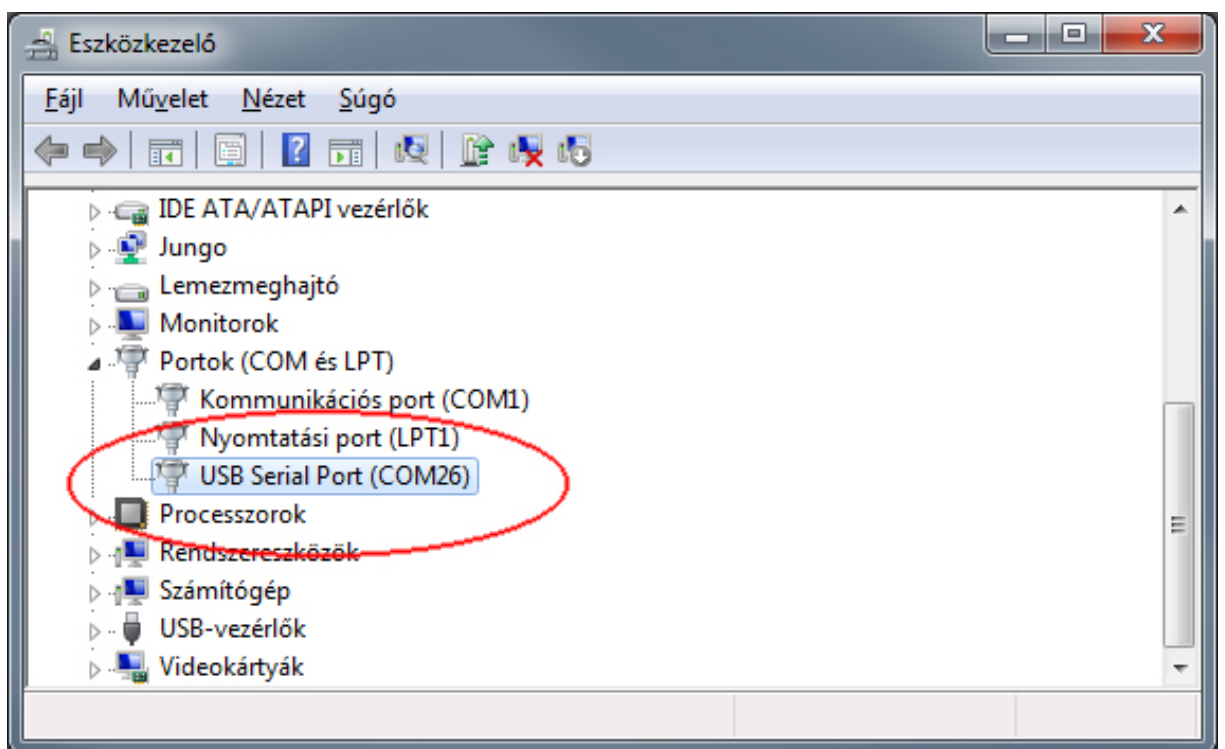 Eszközkezelő
Fájl Művelet Nézet Súgó
IDE ATA/ATAPI vezérlők
Jungo
Lemezmeghajtó
Monitorok
Portok (COM és LPT)
Kommunikációs port (COM1)
Nyomtatási port (LPT1)
USB Serial Port (COM26)
Processzorok
Rendszereszközök
Számítógép
USB-vezérlők
Videokártyák